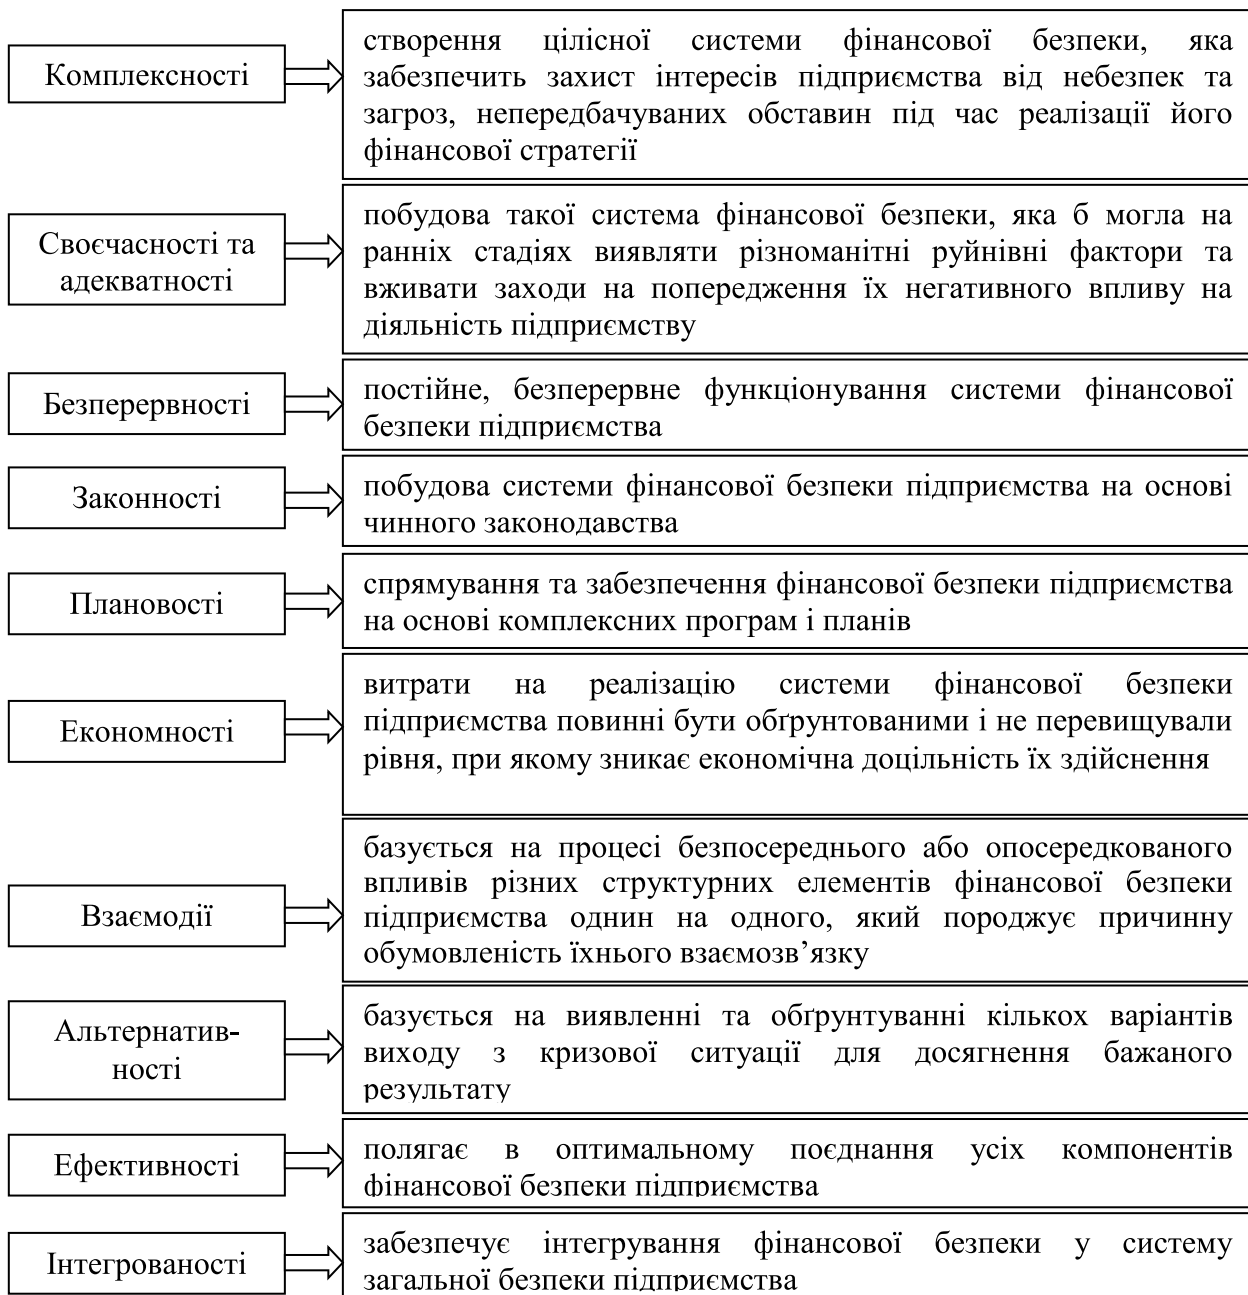 Комплексності
створення цілісної системи фінансової безпеки, яка
забезпечить захист інтересів підприємства від небезпек та
загроз, непередбачуваних обставин під час реалізації його
фінансової стратегії
Своєчасності та
адекватності
побудова такої система фінансової безпеки, яка б могла на
ранніх стадіях виявляти різноманітні руйнівні фактори та
вживати заходи на попередження їх негативного впливу на
діяльність підприємству
Безперервності
постійне, безперервне функціонування системи фінансової
безпеки підприємства
Законності
побудова системи фінансової безпеки підприємства на основі
чинного законодавства
Плановості
спрямування та забезпечення фінансової безпеки підприємства
на основі комплексних програм і планів
Економності
витрати на реалізацію системи фінансової безпеки
підприємства повинні бути обґрунтованими і не перевищували
рівня, при якому зникає економічна доцільність їх здійснення
Взаємодії
базується на процесі безпосереднього або опосередкованого
впливів різних структурних елементів фінансової безпеки
підприємства однин на одного, який породжує причинну
обумовленість їхнього взаємозв’язку
Альтернатив-
ності
базується на виявленні та обґрунтуванні кількох варіантів
виходу з кризової ситуації для досягнення бажаного
результату
Ефективності
полягає в оптимальному поєднання усіх компонентів
фінансової безпеки підприємства
Інтегрованості
забезпечує інтегрування фінансової безпеки у систему
загальної безпеки підприємства